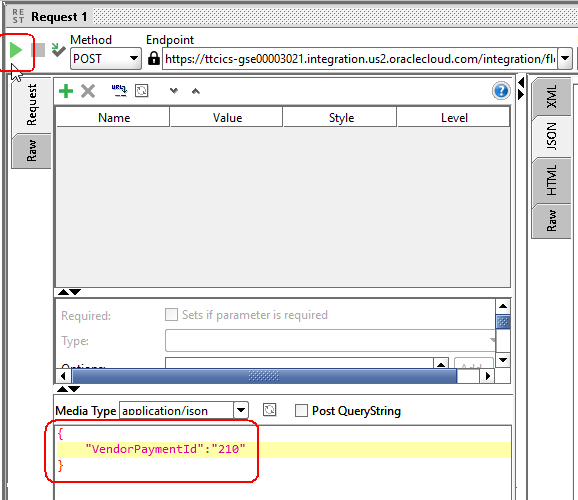 RE
ST
Request 1
Method
Endpoint
POST
https://ttcics-gse00003021.integration.us2.oraclecloud.com/integration/fl
Request
Raw
Name
Value
Style
Level
Required:
Sets if parameter is required
Type:
Options:
Add
Media Type
application/json
Post QueryString
{
"VendorPaymentId":"210"
}
XML
JSON
HTML
Raw